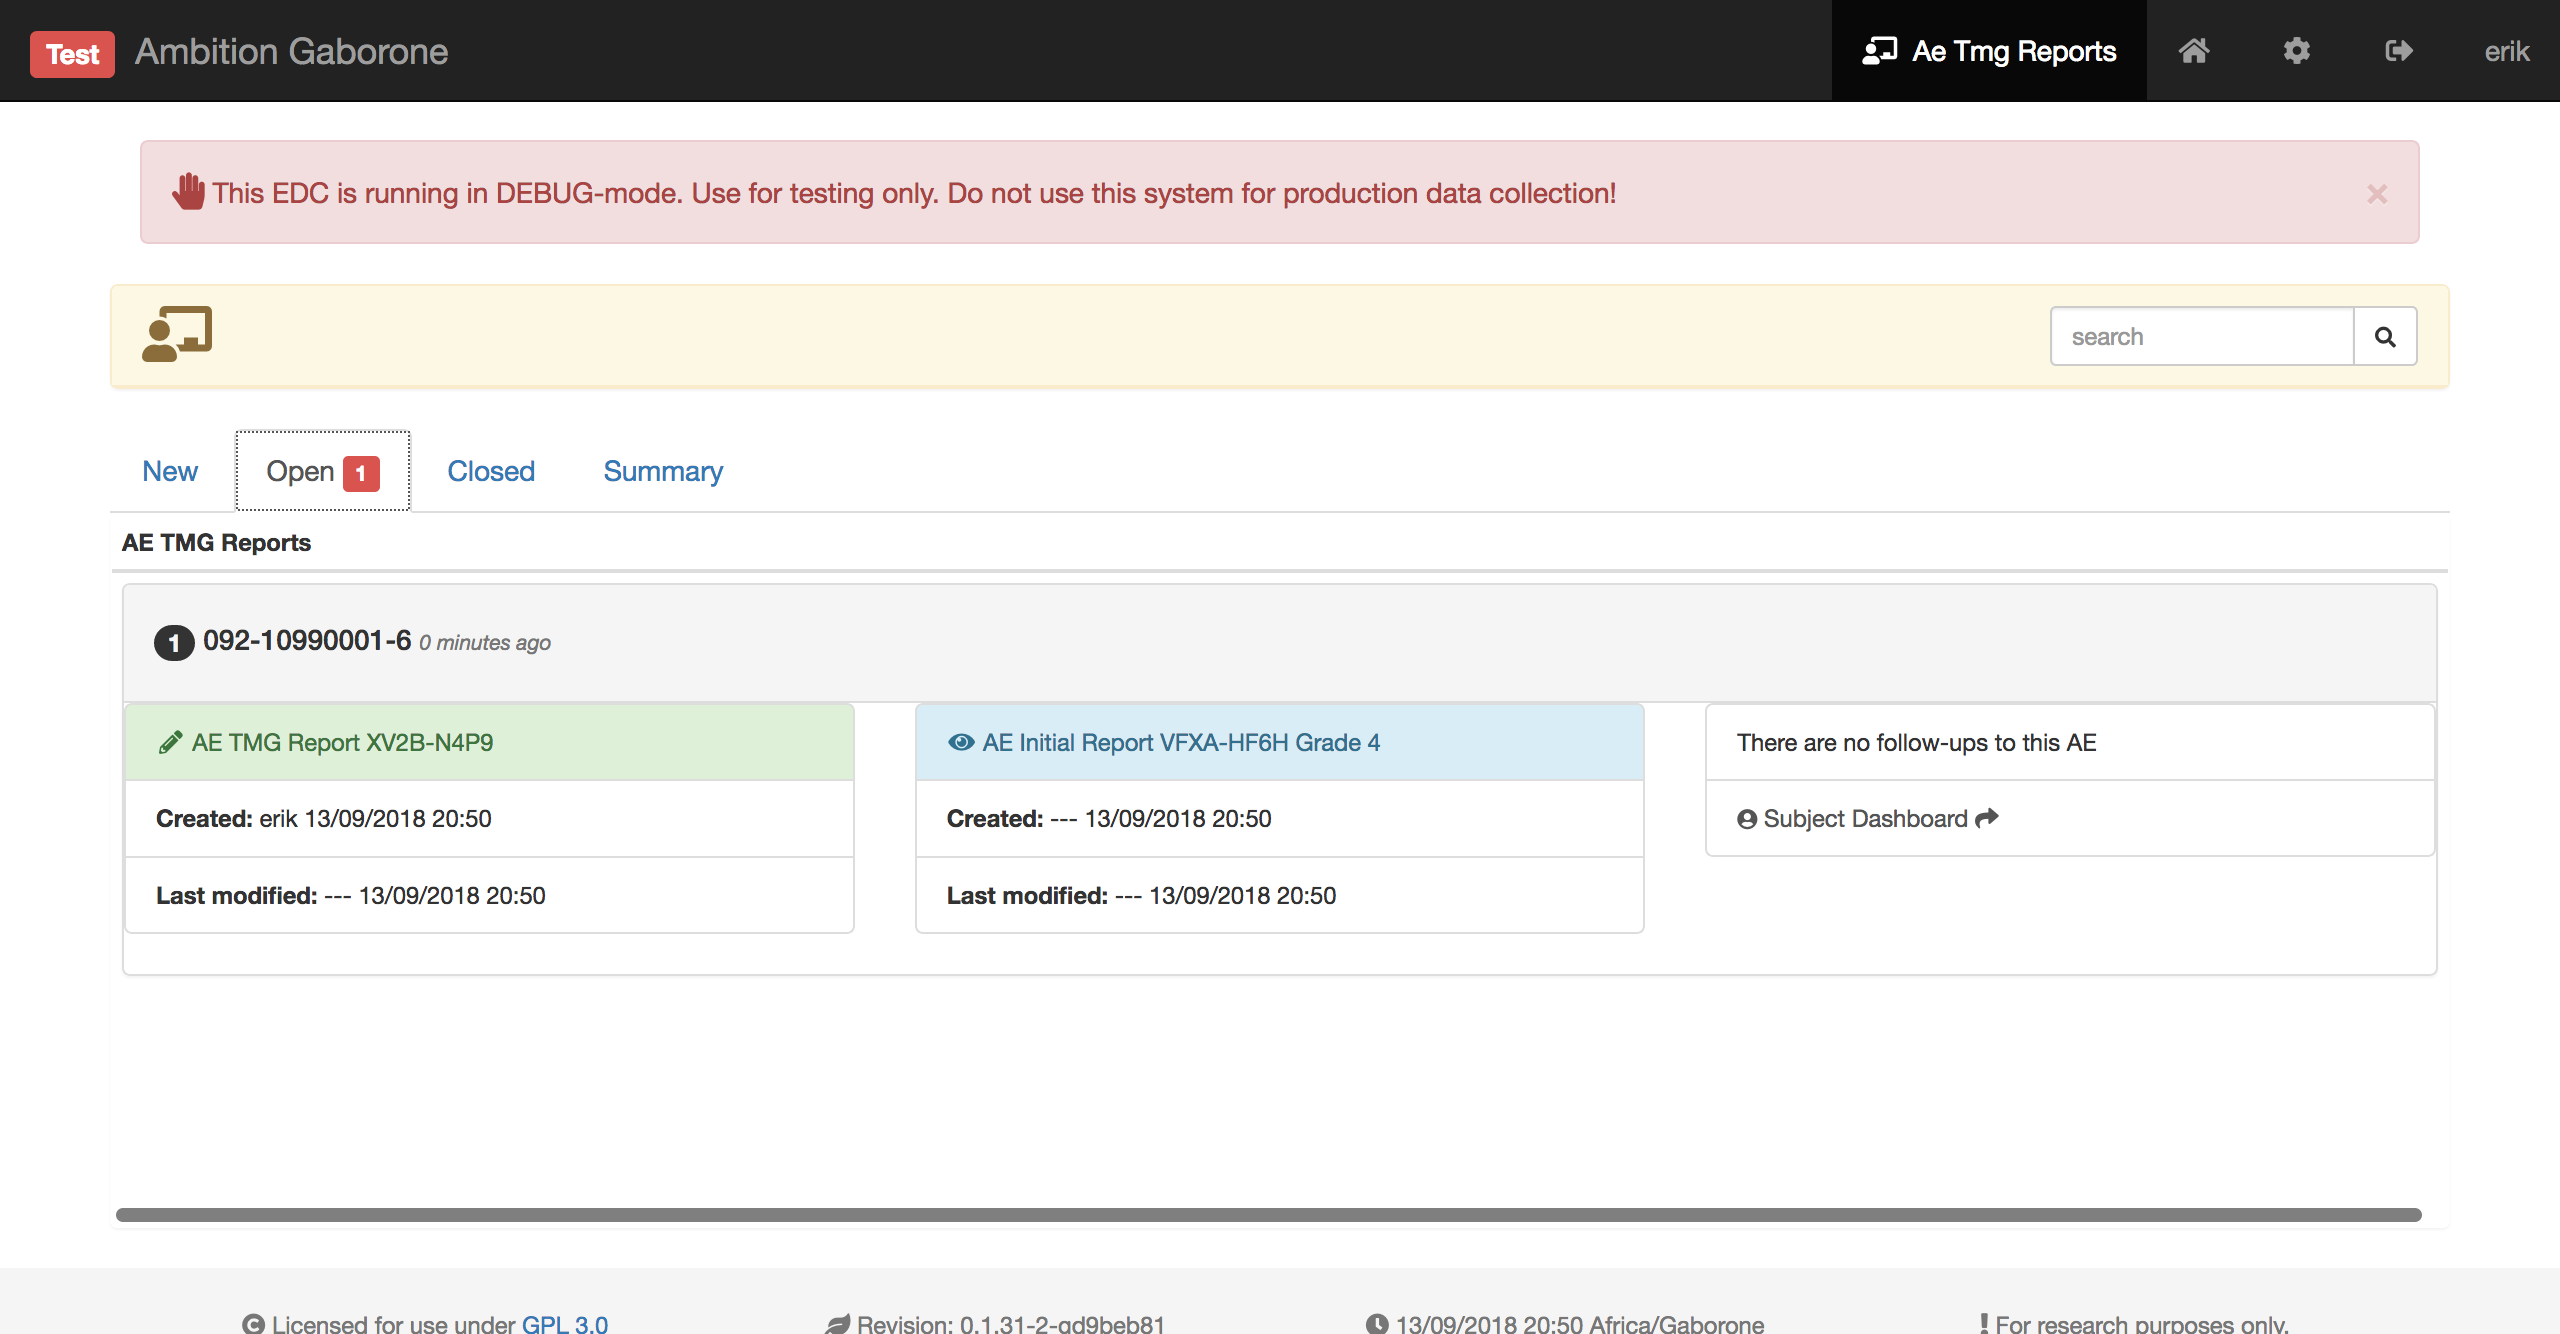 Test Ambition Gaborone Ae Tmg Reports erik
This EDC is running in DEBUG-mode. Use for testing only. Do not use this system for production data collection! ×
search
New Open 1 Closed Summary
AE TMG Reports
1 092-10990001-6 0 minutes ago
AE TMG Report XV2B-N4P9
Created: erik 13/09/2018 20:50
Last modified: --- 13/09/2018 20:50
AE Initial Report VFXA-HF6H Grade 4
Created: --- 13/09/2018 20:50
Last modified: --- 13/09/2018 20:50
There are no follow-ups to this AE
Subject Dashboard
Licensed for use under GPL 3.0
Revision: 0.1.31-2-gd9beb81
13/09/2018 20:50 Africa/Gaborone
For research purposes only.